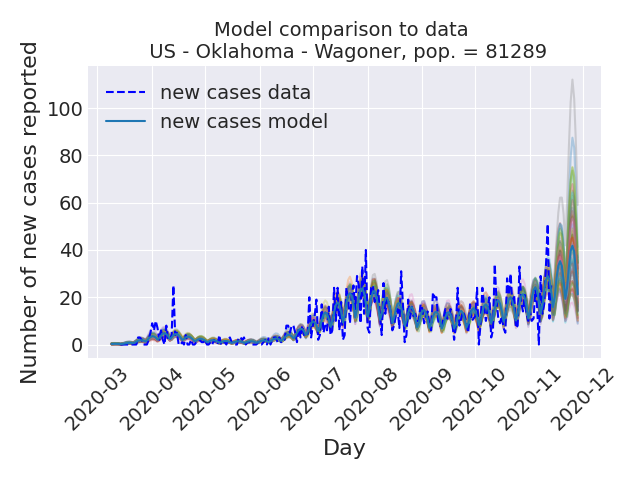 Model comparison to data
US - Oklahoma - Wagoner, pop. = 81289
Number of new cases reported
100
80
60
40
20
0
new cases data
new cases model
2020-03
2020-04
2020-05
2020-06
2020-07
2020-08
2020-09
2020-10
2020-11
2020-12
Day